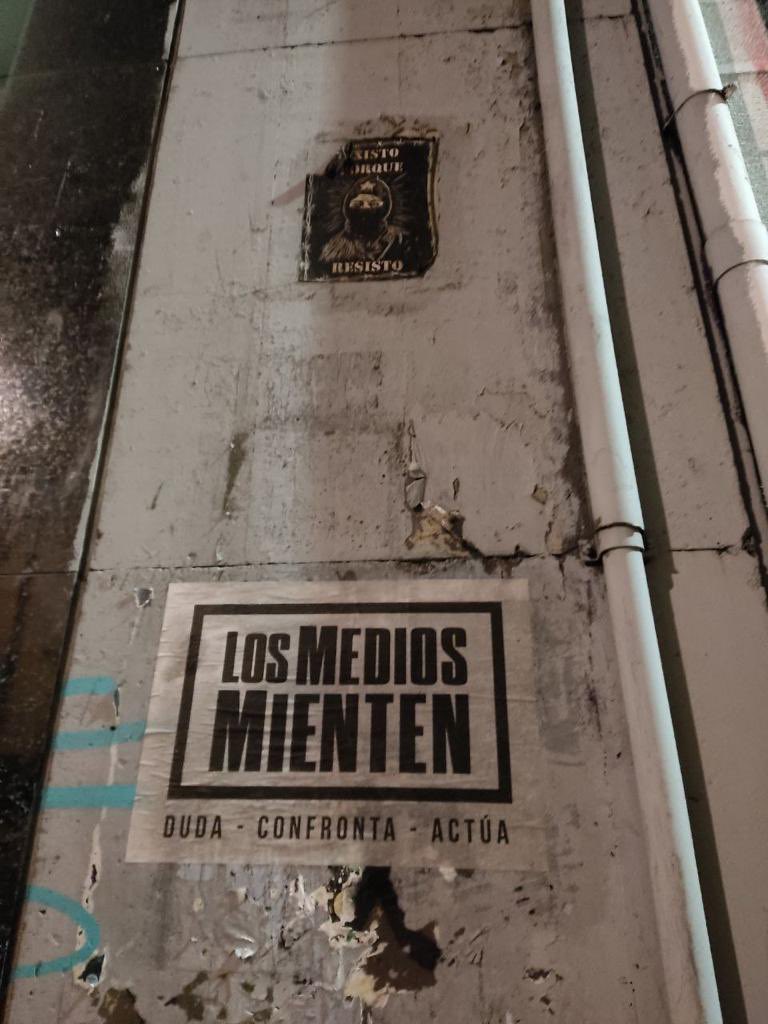 XISTO
ORQUE
RESISTO
LOS MEDIOS
MIENTEN
DUDA - CONFRONTA - ACTÚA